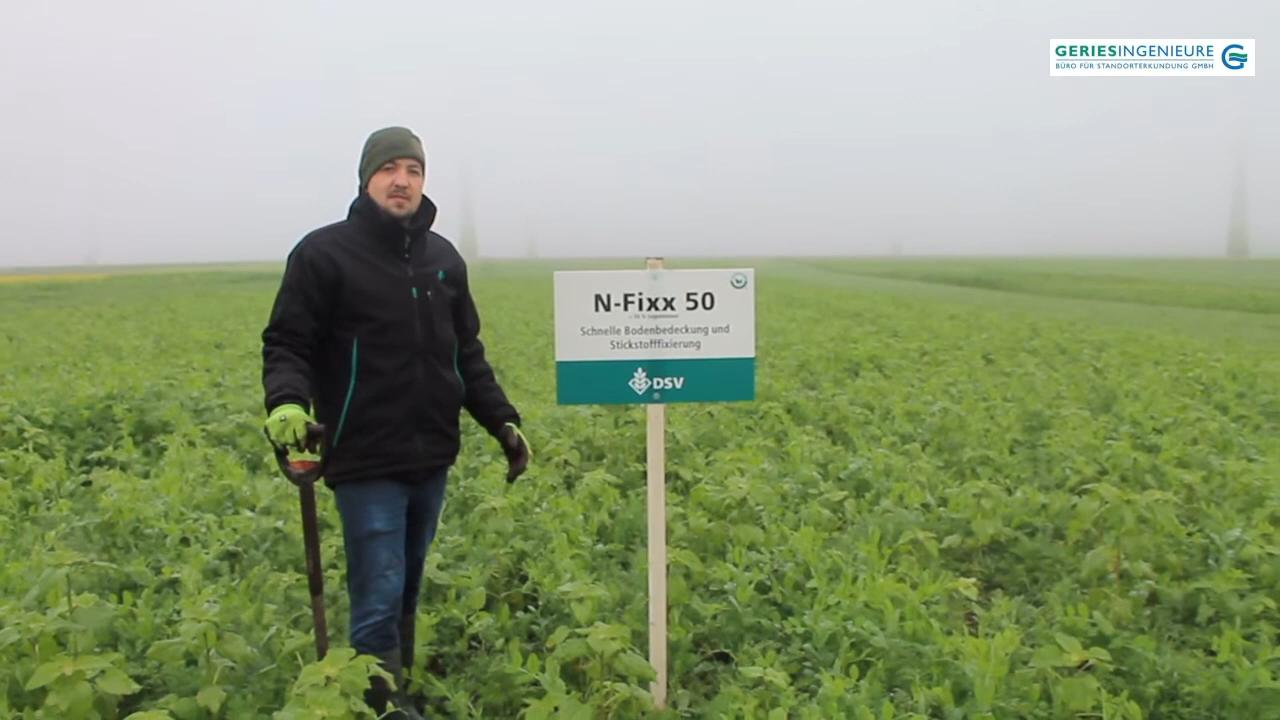 GERIESINGENIEURE
BÜRO FÜR STANDORTERKUNDUNG GMBH
N-Fixx 50
Schnelle Bodenbedeckung und
Stickstofffixierung
DSV